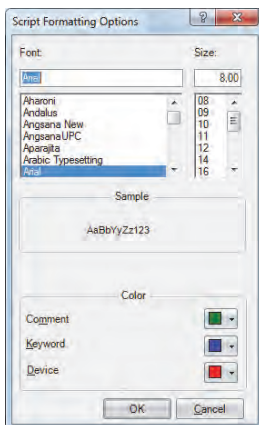 Script Formatting Options
Font: Size:
Arial 8.00
Aharoni 08
Andalus 09
Angsana New 10
AngsanaUPC 11
Aparajita 12
Arabic Typesetting 14
Arial 16
Sample
AaBbYyZz123
Color
Comment
Keyword
Device
OK Cancel